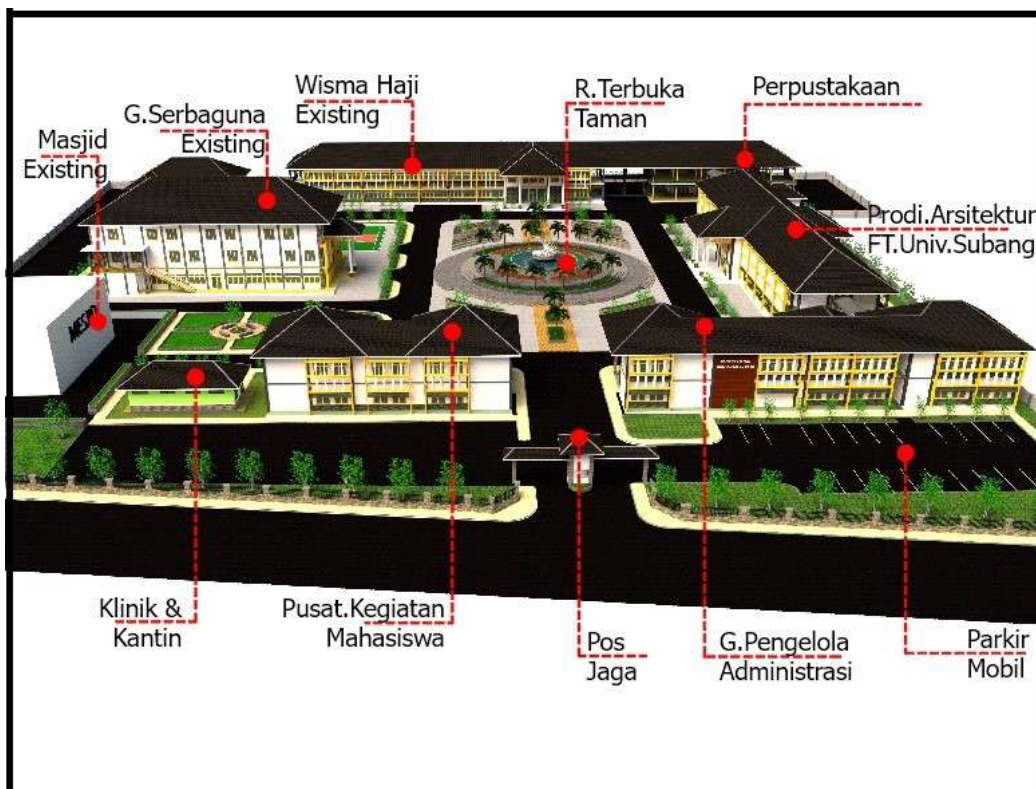 Masjid
Existing
G.Serbaguna
Existing
Wisma Haji
Existing
R.Terbuka
Taman
Perpustakaan
Prodi.Arsitektur
FT.Univ.Subang
Klinik &
Kantin
Pusat.Kegiatan
Mahasiswa
Pos
Jaga
G.Pengelola
Administrasi
Parkir
Mobil